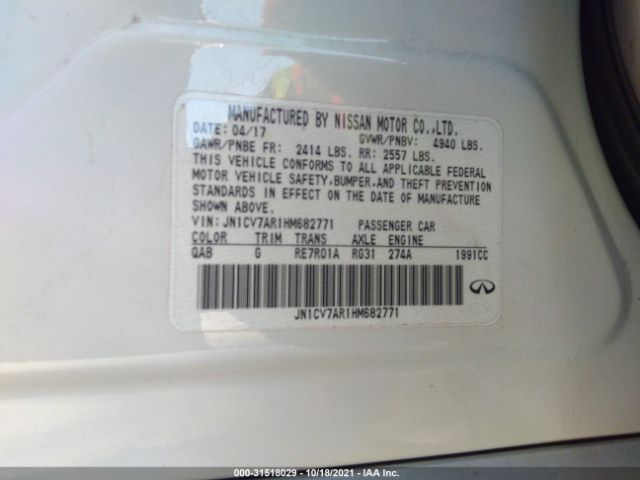 MANUFACTURED BY NISSAN MOTOR CO.,LTD.
DATE: 04/17 GVWR/PNBV: 4940 LBS.
GAWR/PNBE FR: 2414 LBS. RR: 2557 LBS.
THIS VEHICLE CONFORMS TO ALL APPLICABLE FEDERAL
MOTOR VEHICLE SAFETY,BUMPER,AND THEFT PREVENTION
STANDARDS IN EFFECT ON THE DATE OF MANUFACTURE
SHOWN ABOVE.
VIN:JN1CV7AR1HM682771 PASSENGER CAR
COLOR TRIM TRANS AXLE ENGINE
QAB G RE7R01A RG31 274A 1991CC
JN1CV7AR1HM682771
000-31518029 - 10/18/2021 - IAA Inc.